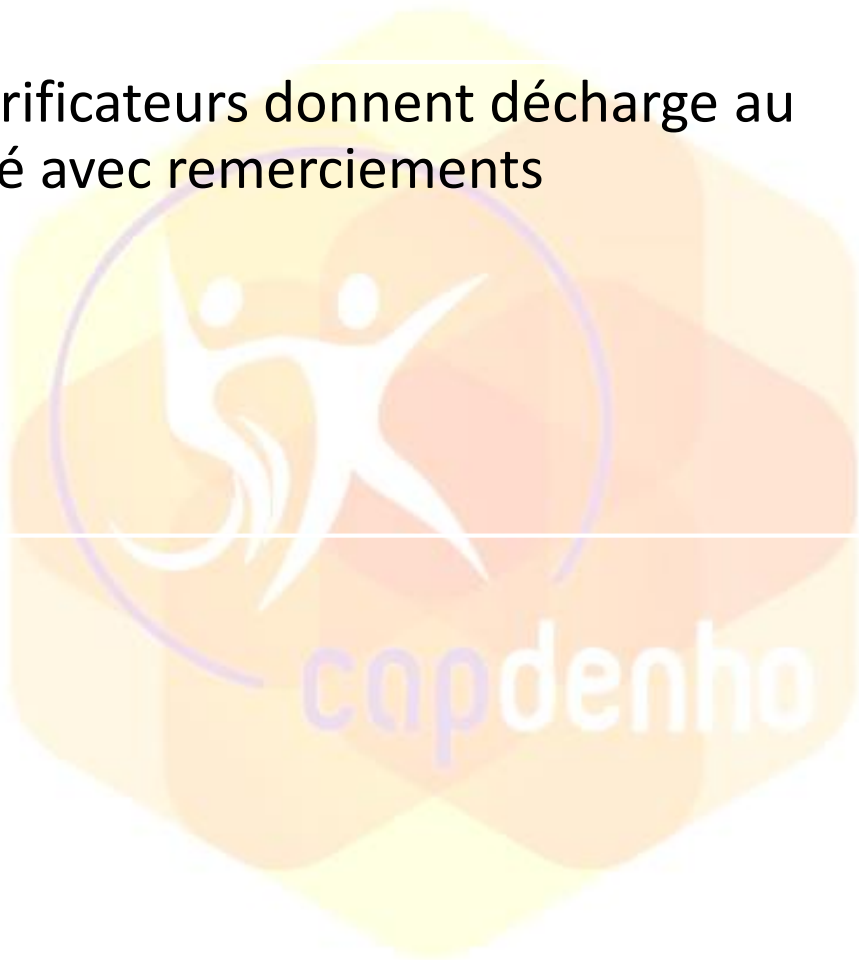 rificateurs donnent décharge au
é avec remerciements
capdenho